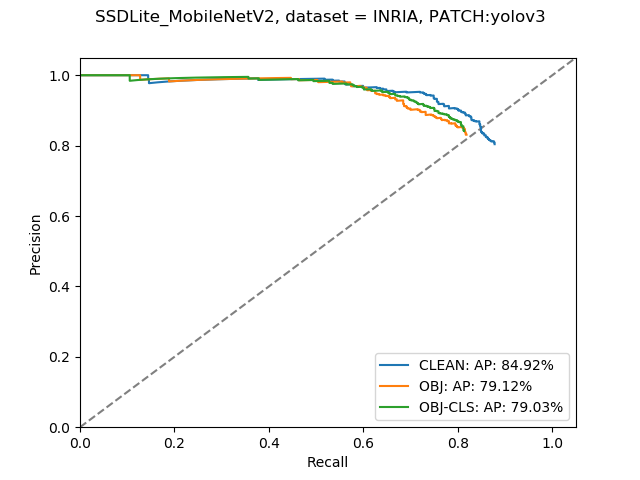 SSDLite_MobileNetV2, dataset = INRIA, PATCH:yolov3
1.0
0.8
0.6
0.4
0.2
0.0
Precision
0.0 0.2 0.4 0.6 0.8 1.0
Recall
CLEAN: AP: 84.92%
OBJ: AP: 79.12%
OBJ-CLS: AP: 79.03%